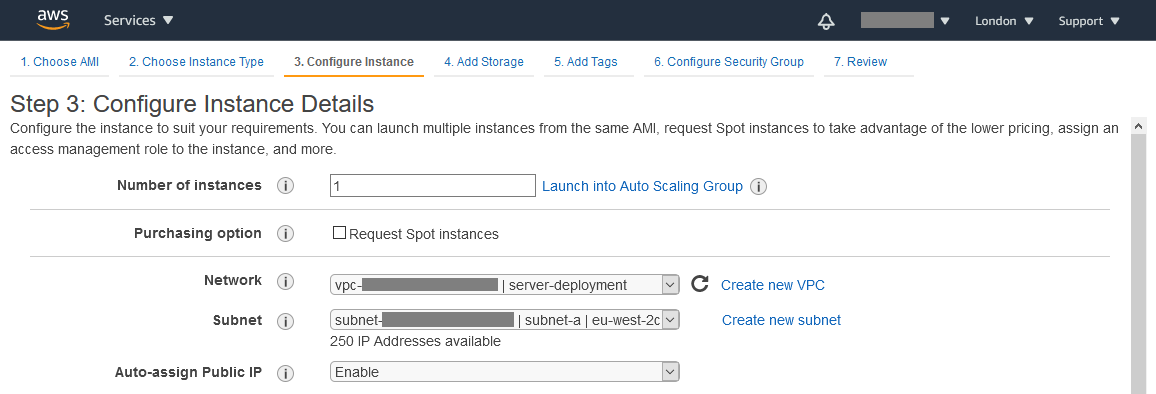 aws Services London Support
1. Choose AMI 2. Choose Instance Type 3. Configure Instance 4. Add Storage 5. Add Tags 6. Configure Security Group 7. Review
Step 3: Configure Instance Details
Configure the instance to suit your requirements. You can launch multiple instances from the same AMI, request Spot instances to take advantage of the lower pricing, assign an
access management role to the instance, and more.
Number of instances i 1 Launch into Auto Scaling Group i
Purchasing option i Request Spot instances
Network i vpc- | server-deployment Create new VPC
Subnet i subnet- | subnet-a | eu-west-2c Create new subnet
250 IP Addresses available
Auto-assign Public IP i Enable